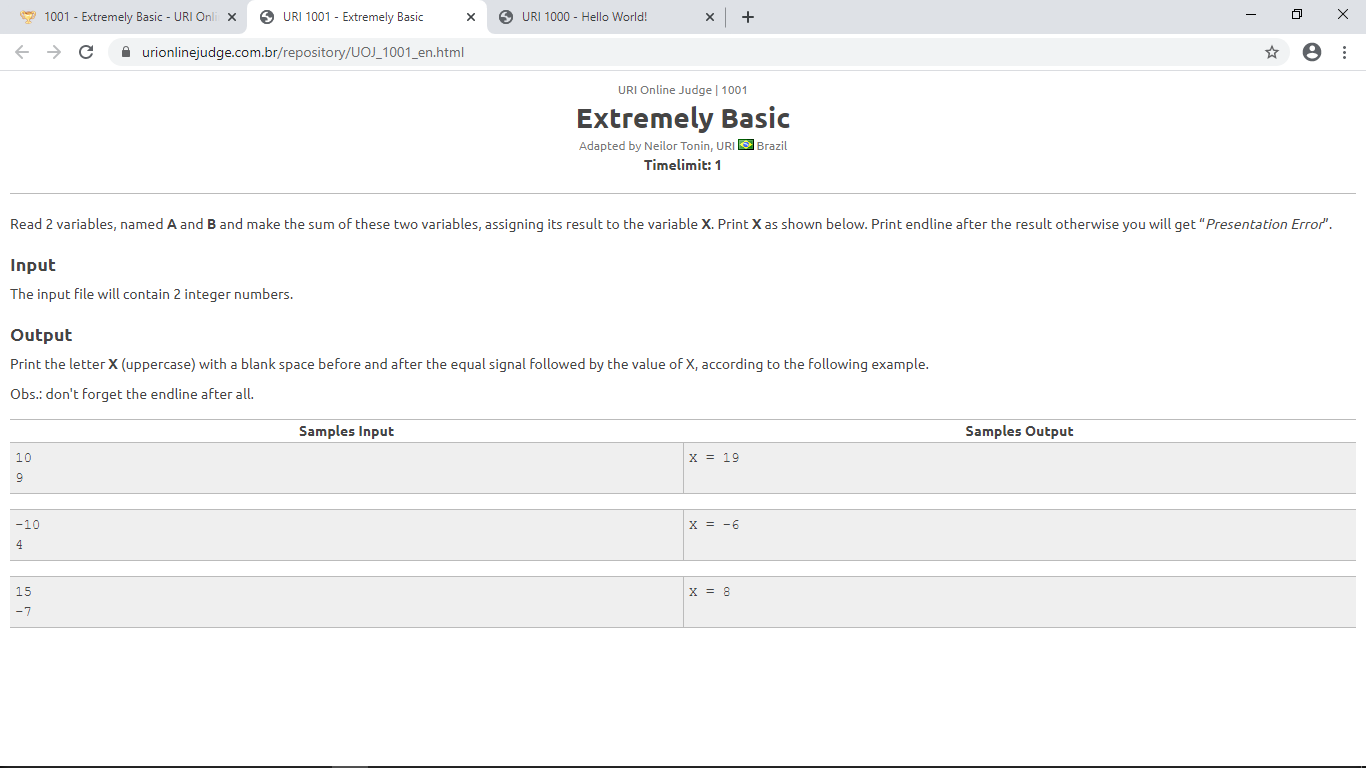 1001 - Extremely Basic - URI Onli
URI 1001 - Extremely Basic
URI 1000 - Hello World!
urionlinejudge.com.br/repository/UOJ_1001_en.html
URI Online Judge | 1001
Extremely Basic
Adapted by Neilor Tonin, URI Brazil
Timelimit: 1
Read 2 variables, named A and B and make the sum of these two variables, assigning its result to the variable X. Print X as shown below. Print endline after the result otherwise you will get “Presentation Error”.
Input
The input file will contain 2 integer numbers.
Output
Print the letter X (uppercase) with a blank space before and after the equal signal followed by the value of X, according to the following example.
Obs.: don't forget the endline after all.
Samples Input Samples Output
10 X = 19
9
-10 X = -6
4
15 X = 8
-7